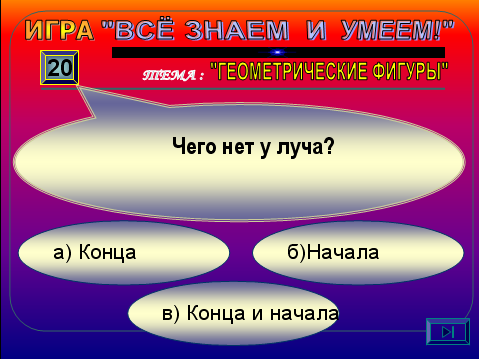 ИГРА "ВСЁ ЗНАЕМ И УМЕЕМ!"
20
ТЕМА : "ГЕОМЕТРИЧЕСКИЕ ФИГУРЫ"
Чего нет у луча?
а) Конца
б)Начала
в) Конца и начала